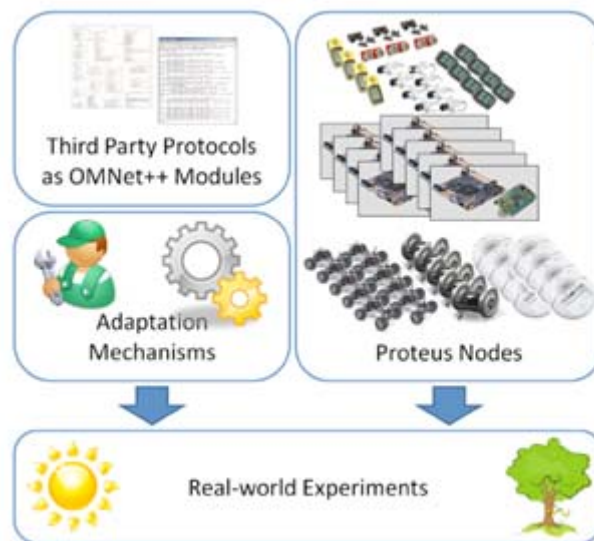 Third Party Protocols
as OMNet++ Modules
Adaptation
Mechanisms
Proteus Nodes
Real-world Experiments